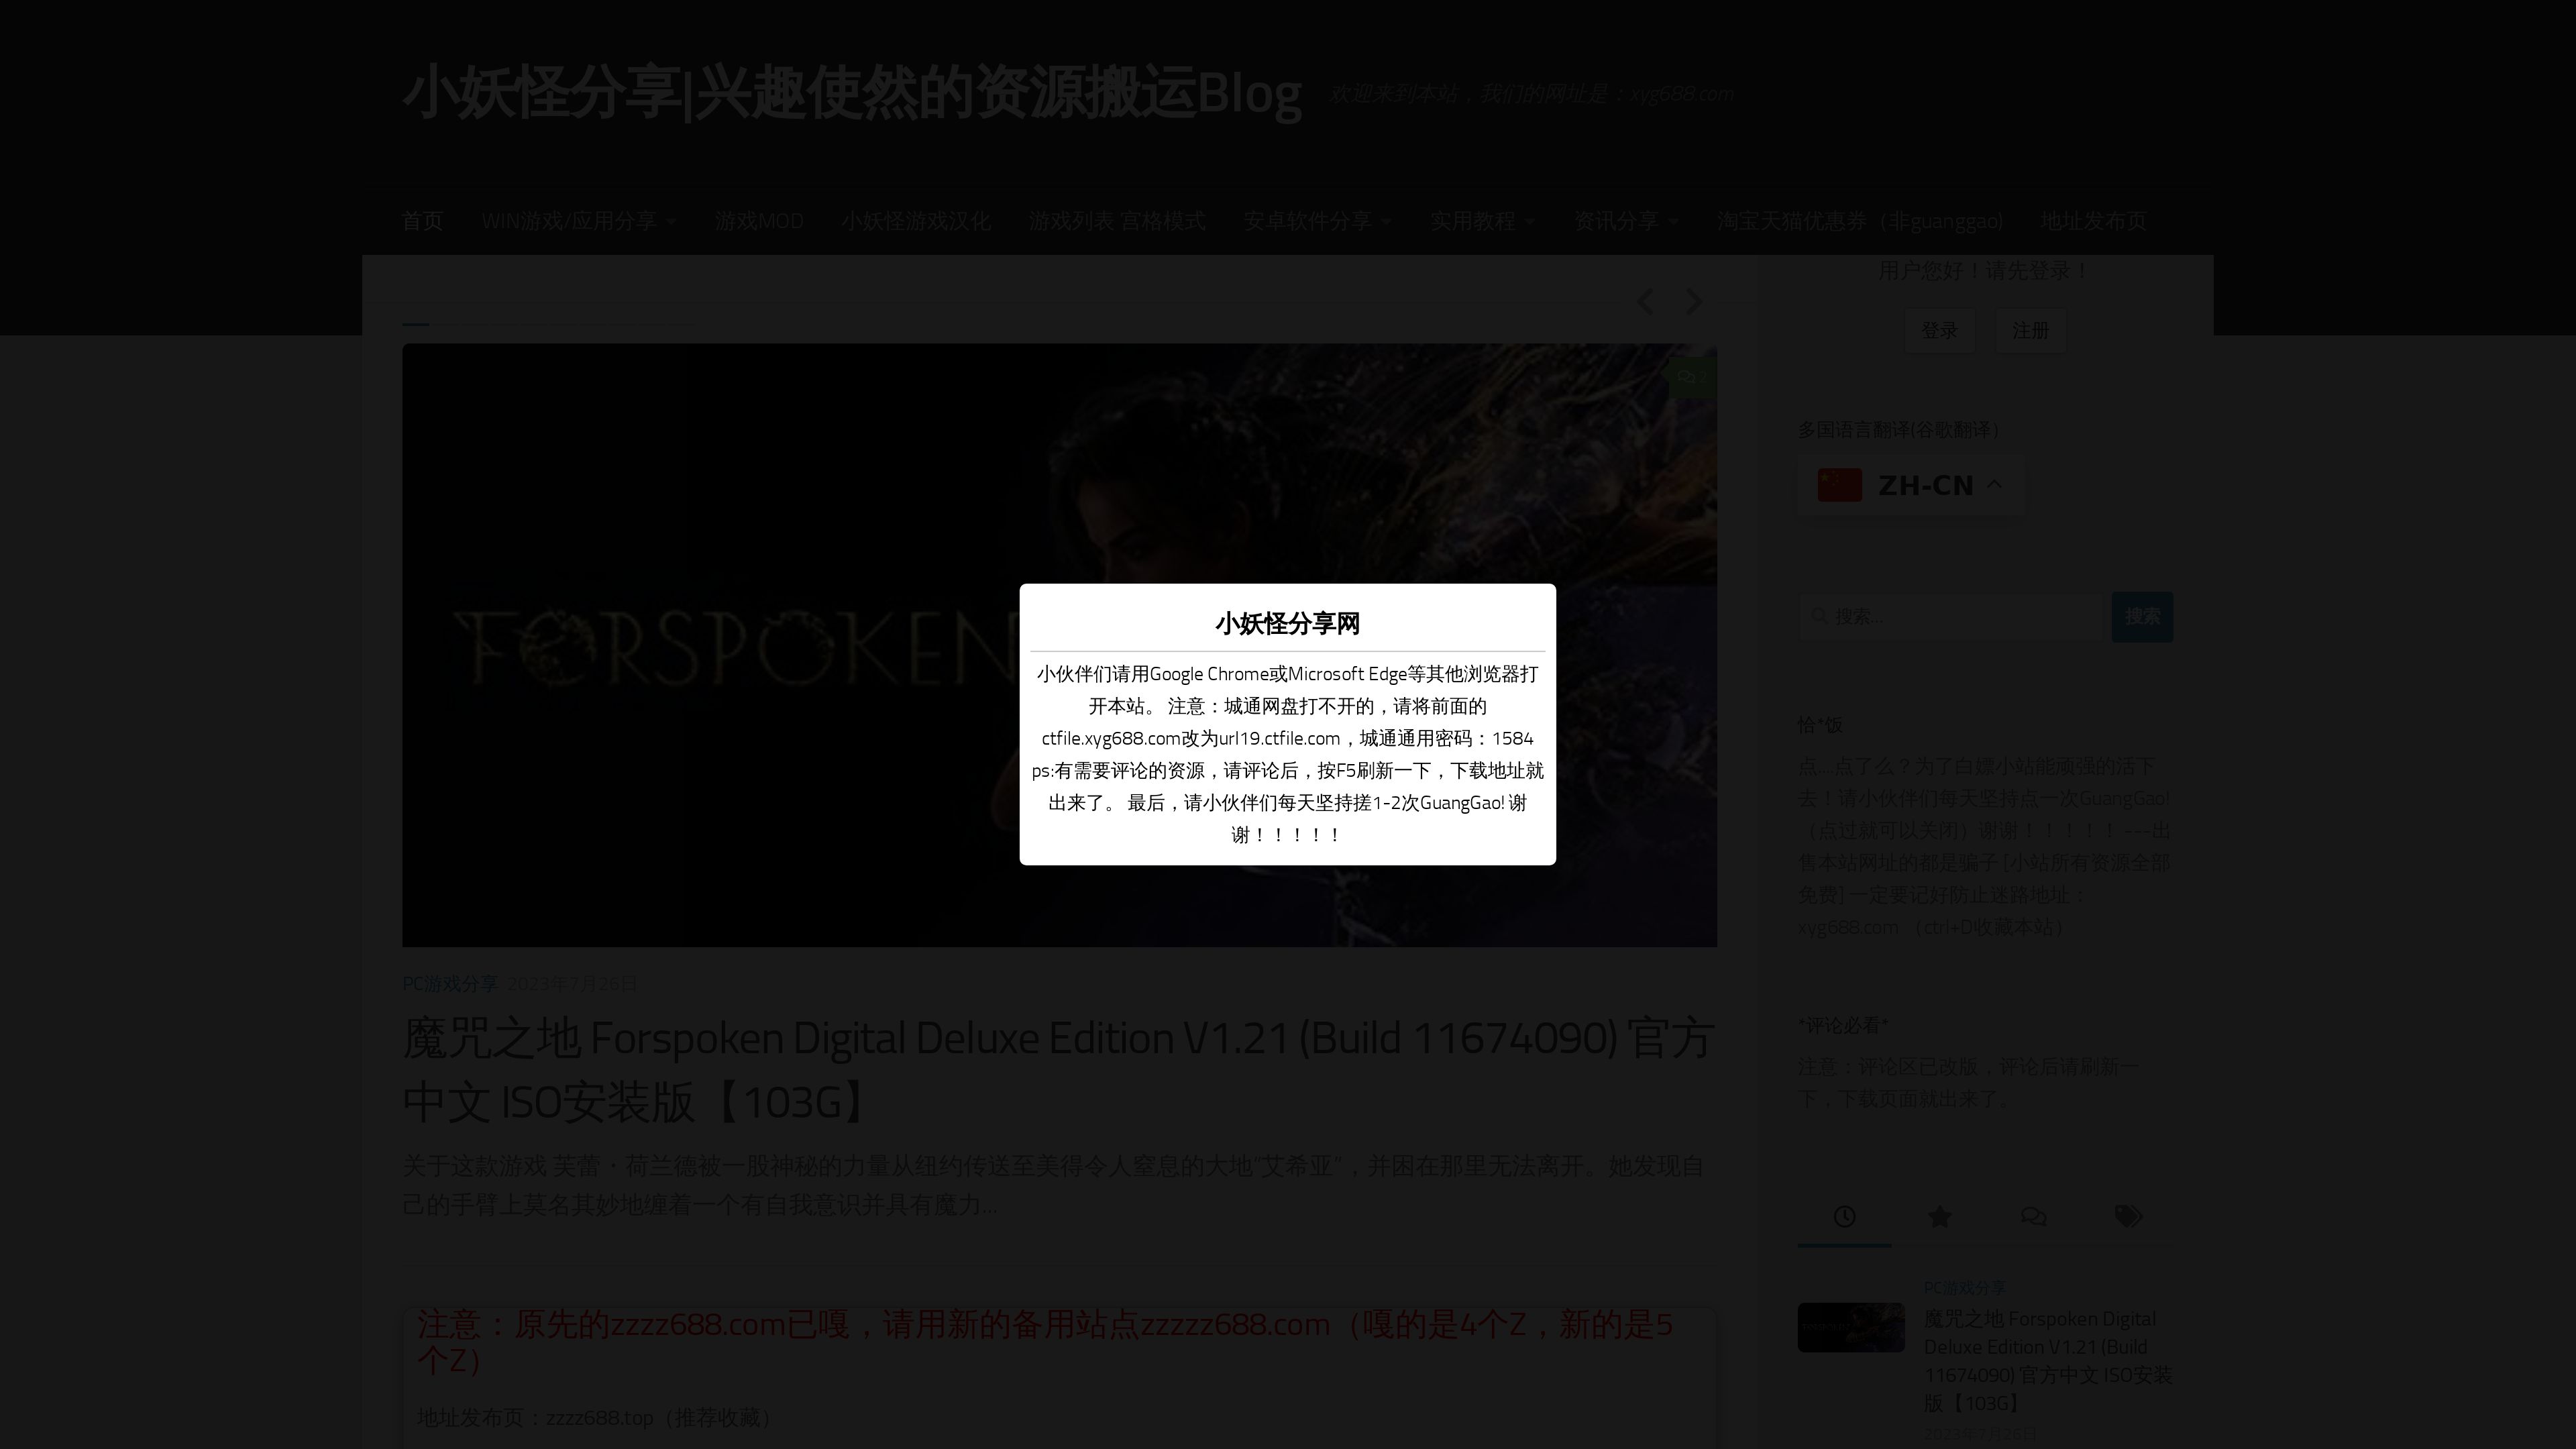 小妖怪分享|兴趣使然的资源搬运Blog
欢迎来到本站，我们的网址是：xyg688.com
首页 WIN游戏/应用分享 游戏MOD 小妖怪游戏汉化 游戏列表 宫格模式 安卓软件分享 实用教程 资讯分享 淘宝天猫优惠券（非guanggao) 地址发布页
用户您好！请先登录！
登录 注册
2
多国语言翻译(谷歌翻译）
ZH-CN
搜索... 搜索
FORSPOKEN
小妖怪分享网
小伙伴们请用Google Chrome或Microsoft Edge等其他浏览器打
开本站。 注意：城通网盘打不开的，请将前面的
ctfile.xyg688.com改为url19.ctfile.com，城通通用密码：1584
ps:有需要评论的资源，请评论后，按F5刷新一下，下载地址就
出来了。 最后，请小伙伴们每天坚持搓1-2次GuangGao! 谢
谢！！！！！
恰*饭
点....点了么？为了白嫖小站能顽强的活下
去！请小伙伴们每天坚持点一次GuangGao!
（点过就可以关闭）谢谢！！！！！ ----出
售本站网址的都是骗子 [小站所有资源全部
免费] 一定要记好防止迷路地址：
xyg688.com （ctrl+D收藏本站）
PC游戏分享 2023年7月26日
魔咒之地 Forspoken Digital Deluxe Edition V1.21 (Build 11674090) 官方
中文 ISO安装版【103G】
关于这款游戏 芙蕾・荷兰德被一股神秘的力量从纽约传送至美得令人窒息的大地“艾希亚”，并困在那里无法离开。她发现自
己的手臂上莫名其妙地缠着一个有自我意识并具有魔力...
*评论必看*
注意：评论区已改版，评论后请刷新一
下，下载页面就出来了。
注意：原先的zzzz688.com已嘎，请用新的备用站点zzzzz688.com（嘎的是4个Z，新的是5
个Z）
地址发布页：zzzz688.top（推荐收藏）
PC游戏分享
魔咒之地 Forspoken Digital
Deluxe Edition V1.21 (Build
11674090) 官方中文 ISO安装
版【103G】
2023年7月26日